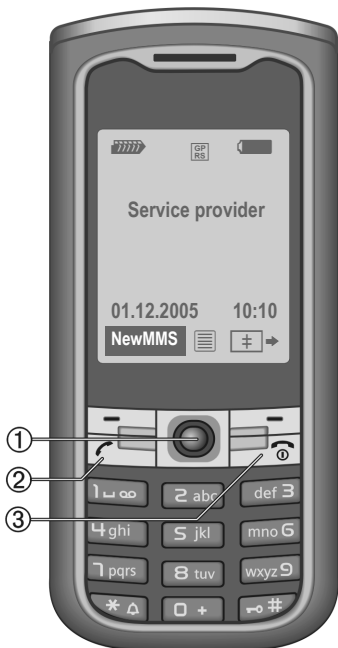 GP
RS
Service provider
01.12.2005 10:10
NewMMS
1
2
3
1 2 abc def 3
4 ghi 5 jkl mno 6
7 pqrs 8 tuv wxyz 9
* 0 + #